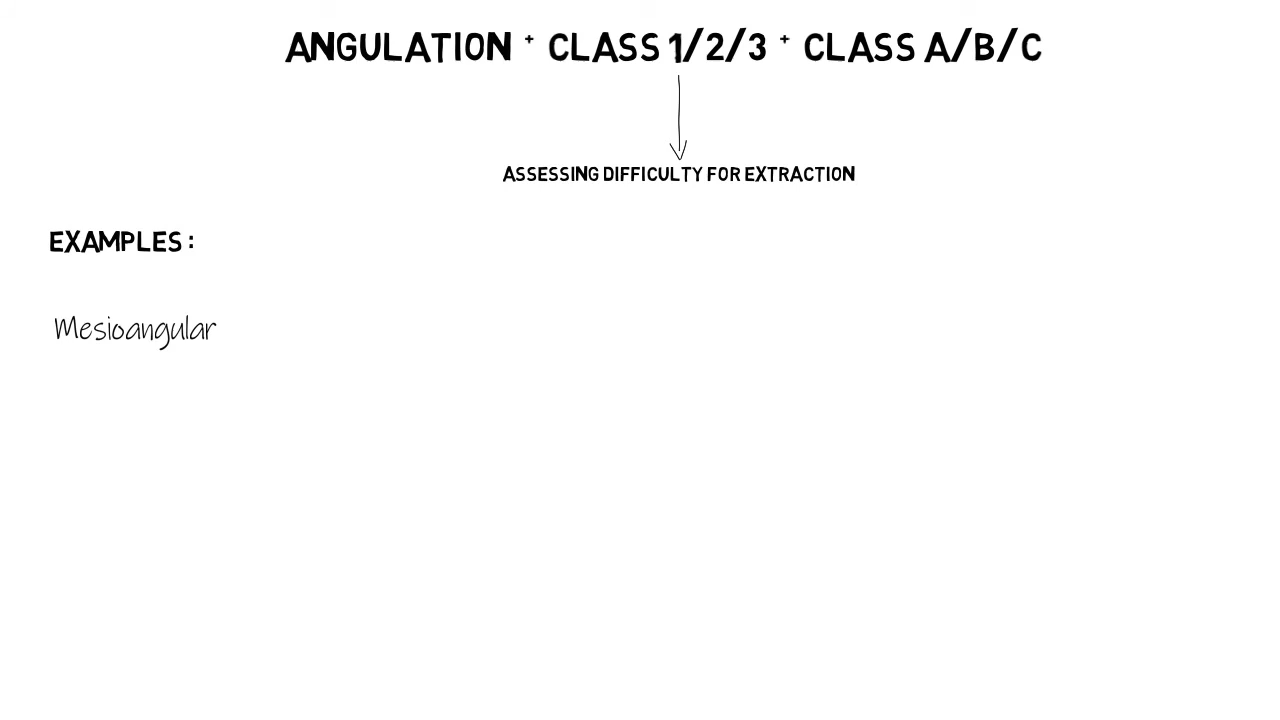 ANGULATION + CLASS 1/2/3 + CLASS A/B/C
ASSESSING DIFFICULTY FOR EXTRACTION
EXAMPLES:
Mesioangular